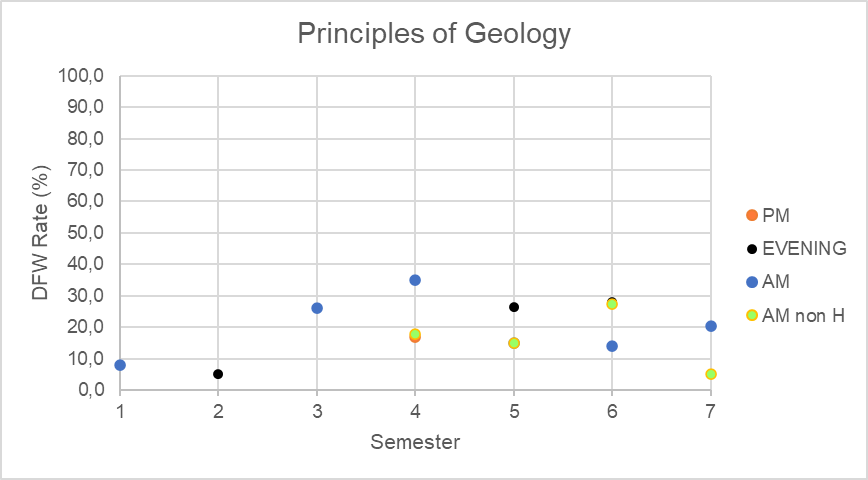 Principles of Geology
100,0
90,0
80,0
70,0
60,0
50,0
40,0
30,0
20,0
10,0
0,0
DFW Rate (%)
1 2 3 4 5 6 7
Semester
PM
EVENING
AM
AM non H